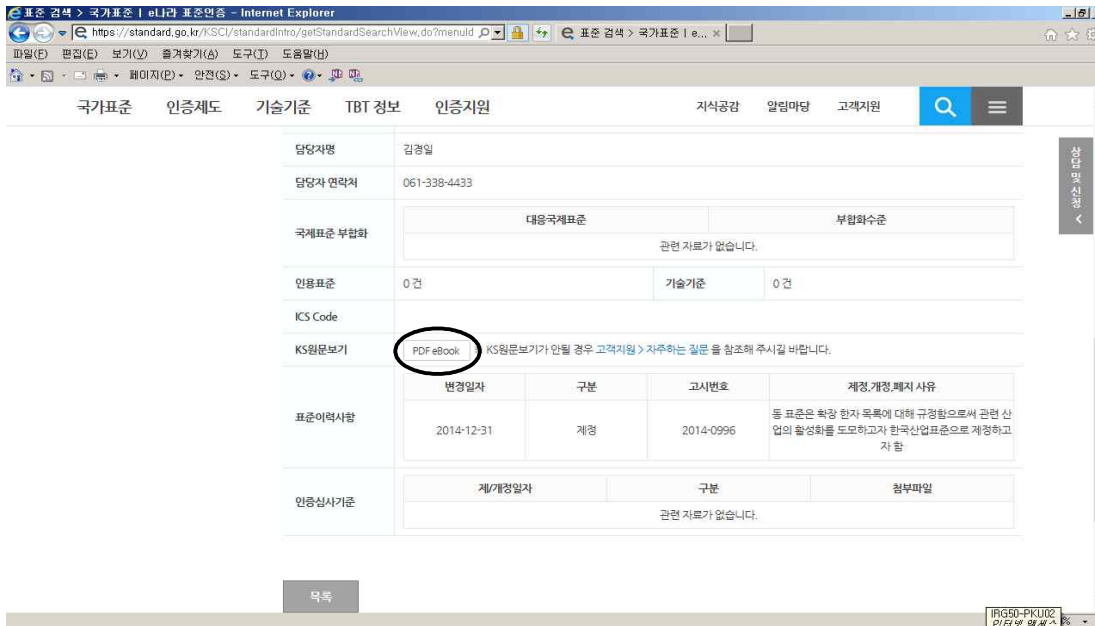 표준 검색 > 국가표준 | e나라 표준인증 - Internet Explorer
https://standard.go.kr/KSCI/standardIntro/getStandardSearchView.do?menuId
표준 검색 > 국가표준 | e... ×
파일(F) 편집(E) 보기(V) 즐겨찾기(A) 도구(T) 도움말(H)
페이지(P) 안전(S) 도구(O)
국가표준 인증제도 기술기준 TBT 정보 인증지원 지식공감 알림마당 고객지원
상담 및 신청
담당자명 김경일
담당자 연락처 061-338-4433
국제표준 부합화 대응국제표준 부합화수준
관련 자료가 없습니다.
인용표준 0 건 기술기준 0 건
ICS Code
KS원문보기 PDF eBook KS원문보기가 안될 경우 고객지원 > 자주하는 질문 을 참조해 주시길 바랍니다.
표준이력사항 변경일자 구분 고시번호 제정,개정,폐지 사유
2014-12-31 제정 2014-0996 동 표준은 확장 한자 목록에 대해 규정함으로써 관련 산
업의 활성화를 도모하고자 한국산업표준으로 제정하고
자 함
인증심사기준 제/개정일자 구분 첨부파일
관련 자료가 없습니다.
목록
IRG50-PKU02
인터넷 액세스
%